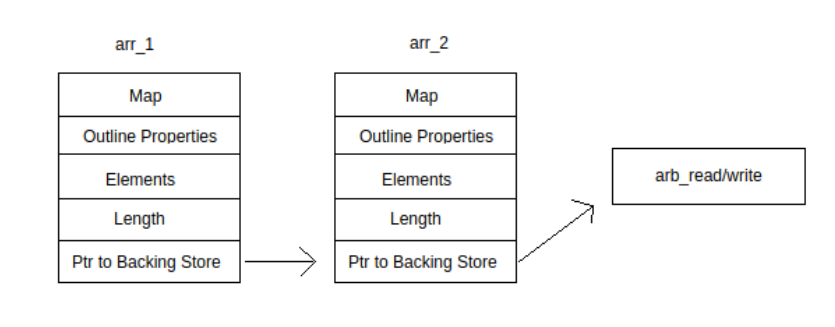 arr_1
arr_2
Map
Outline Properties
Elements
Length
Ptr to Backing Store
Map
Outline Properties
Elements
Length
Ptr to Backing Store
arb_read/write